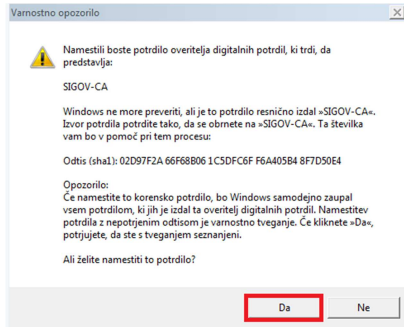 Varnostno opozorilo
Namestili boste potrdilo overitelja digitalnih potrdil, ki trdi, da
predstavlja:
SIGOV-CA
Windows ne more preveriti, ali je to potrdilo resnično izdal »SIGOV-CA«.
Izvor potrdila potrdite tako, da se obrnete na »SIGOV-CA«. Ta številka
vam bo v pomoč pri tem procesu:
Odtis (sha1): 02D97F2A 66F68B06 1C5DFC6F F6A405B4 8F7D50E4
Opozorilo:
Če namestite to korensko potrdilo, bo Windows samodejno zaupal
vsem potrdilom, ki jih je izdal ta overitelj digitalnih potrdil. Namestitev
potrdila z nepotrjenim odtisom je varnostno tveganje. Če kliknete »Da«,
potrjujete, da ste s tveganjem seznanjeni.
Ali želite namestiti to potrdilo?
Da
Ne